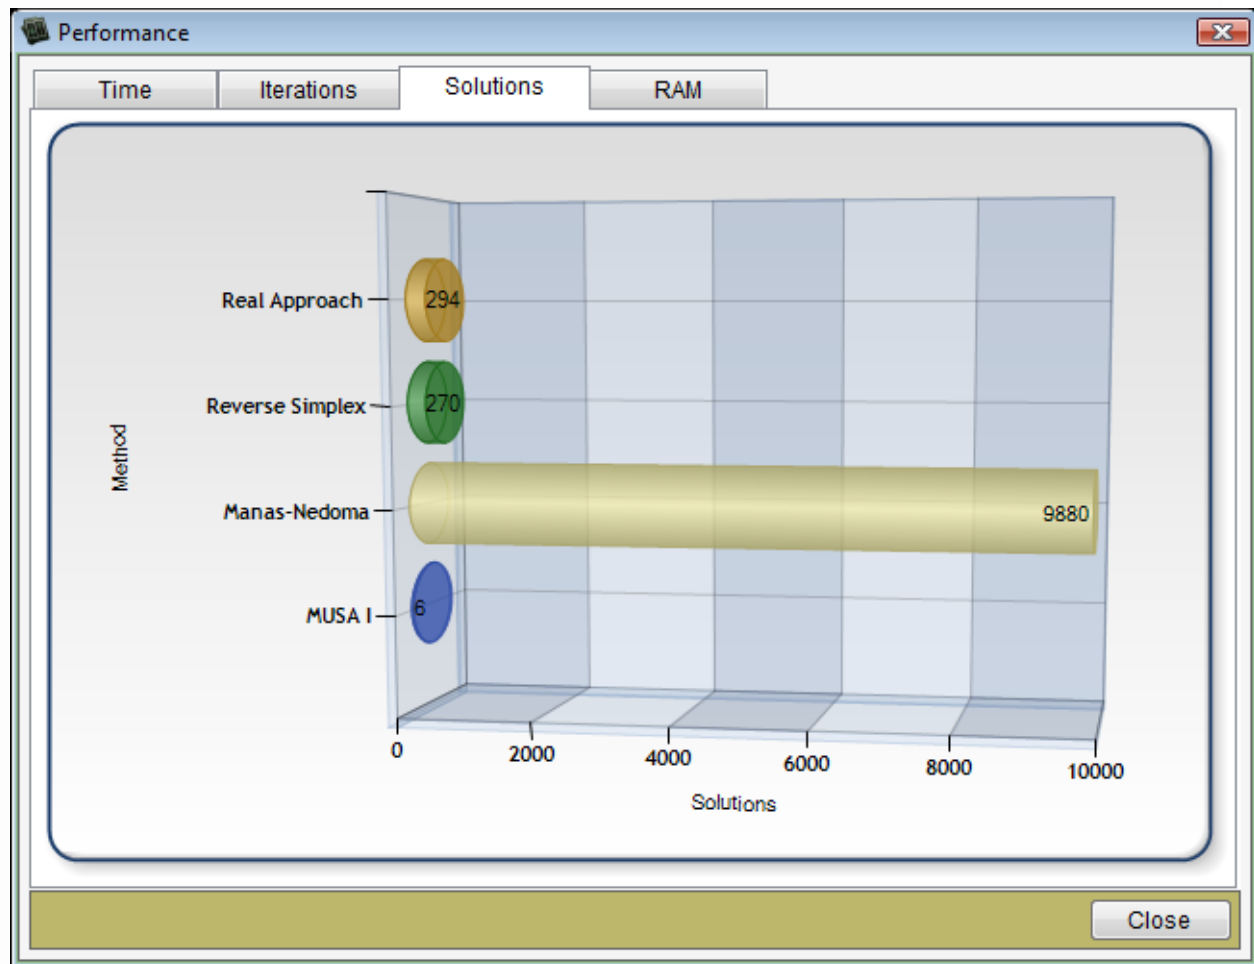 Performance
Time Iterations Solutions RAM
Real Approach 294
Reverse Simplex 270
Method
Manas-Nedoma 9880
MUSA I 6
0 2000 4000 6000 8000 10000
Solutions
Close